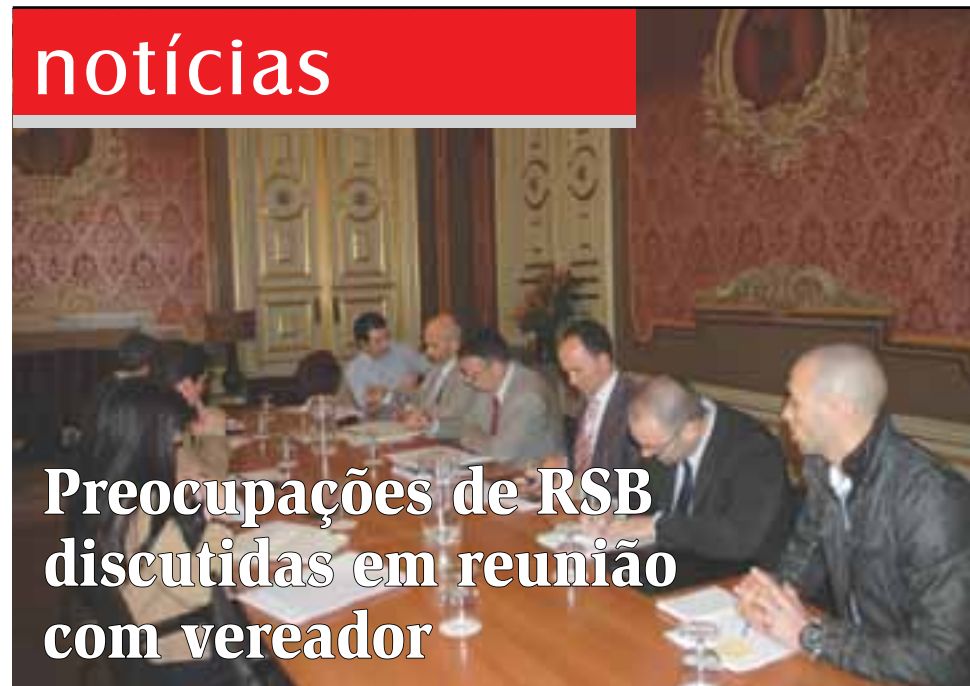 notícias
Preocupações de RSB
discutidas em reunião
com vereador